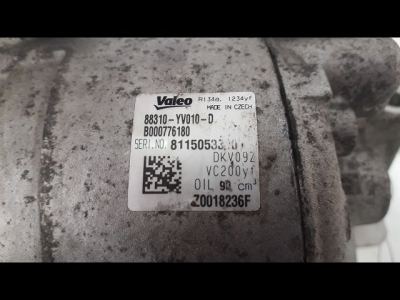 Valeo R134a, 1234yf
MADE IN CZECH
88310-YV010-D
B000776180
SERI.NO.
DKV09Z
VC200yf
OIL 90 cm³
Z0018236F